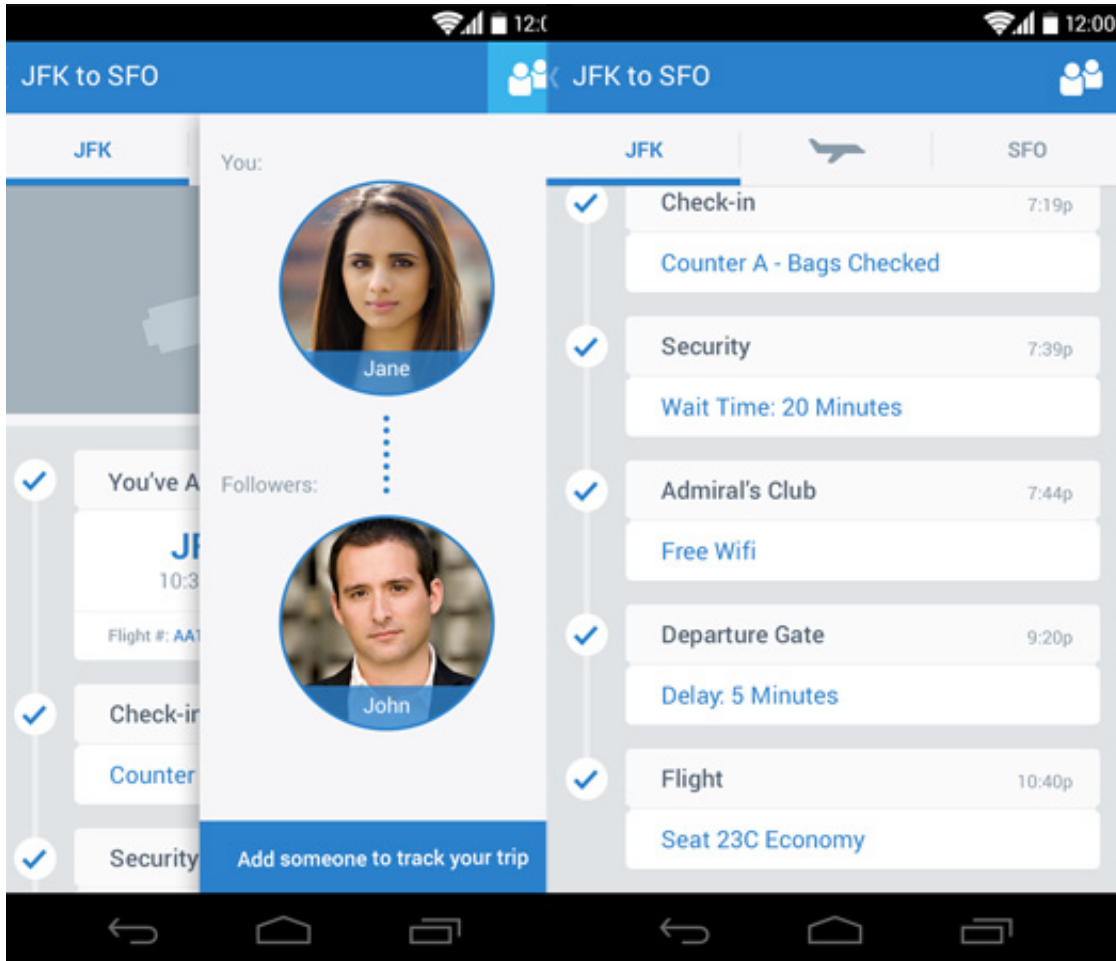 12:0
JFK to SFO
JFK
You:
Jane
Followers:
John
You've A
JF
10:3
Flight #: AA1
Check-in
Counter
Security
Add someone to track your trip
12:00
JFK to SFO
JFK
SFO
Check-in
7:19p
Counter A - Bags Checked
Security
7:39p
Wait Time: 20 Minutes
Admiral's Club
7:44p
Free Wifi
Departure Gate
9:20p
Delay: 5 Minutes
Flight
10:40p
Seat 23C Economy